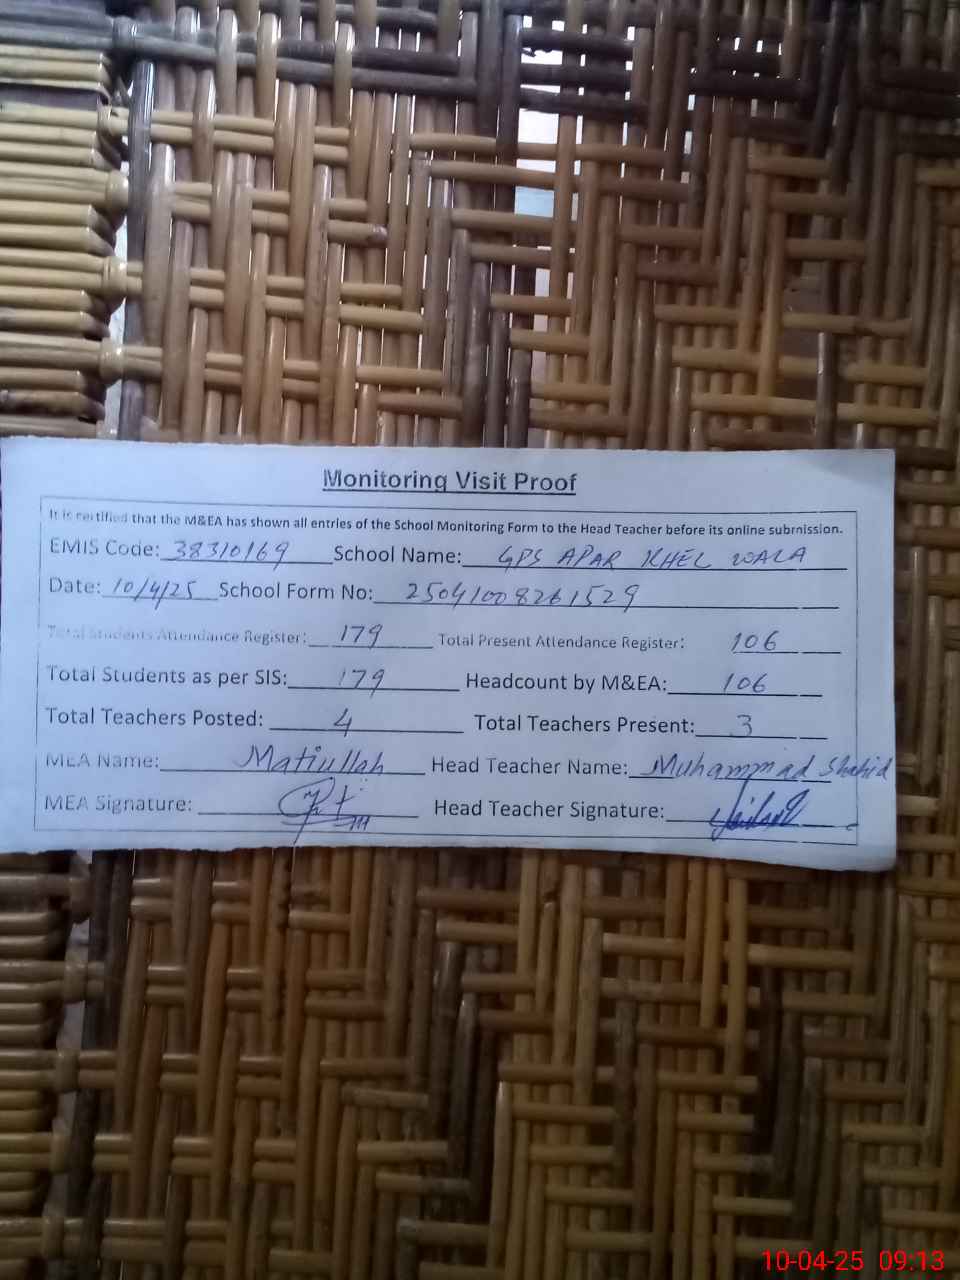 Monitoring Visit Proof
It is certified that the M&EA has shown all entries of the School Monitoring Form to the Head Teacher before its online submission.
EMIS Code: 38310169 School Name: GPS APAR KHEL WALA
Date: 10/4/25 School Form No: 25041008261529
Total Students Attendance Register: 179 Total Present Attendance Register: 106
Total Students as per SIS: 179 Headcount by M&EA: 106
Total Teachers Posted: 4 Total Teachers Present: 3
MEA Name: Matiullah Head Teacher Name: Muhammad Shahid
MEA Signature: Head Teacher Signature:
10-04-25 09:13